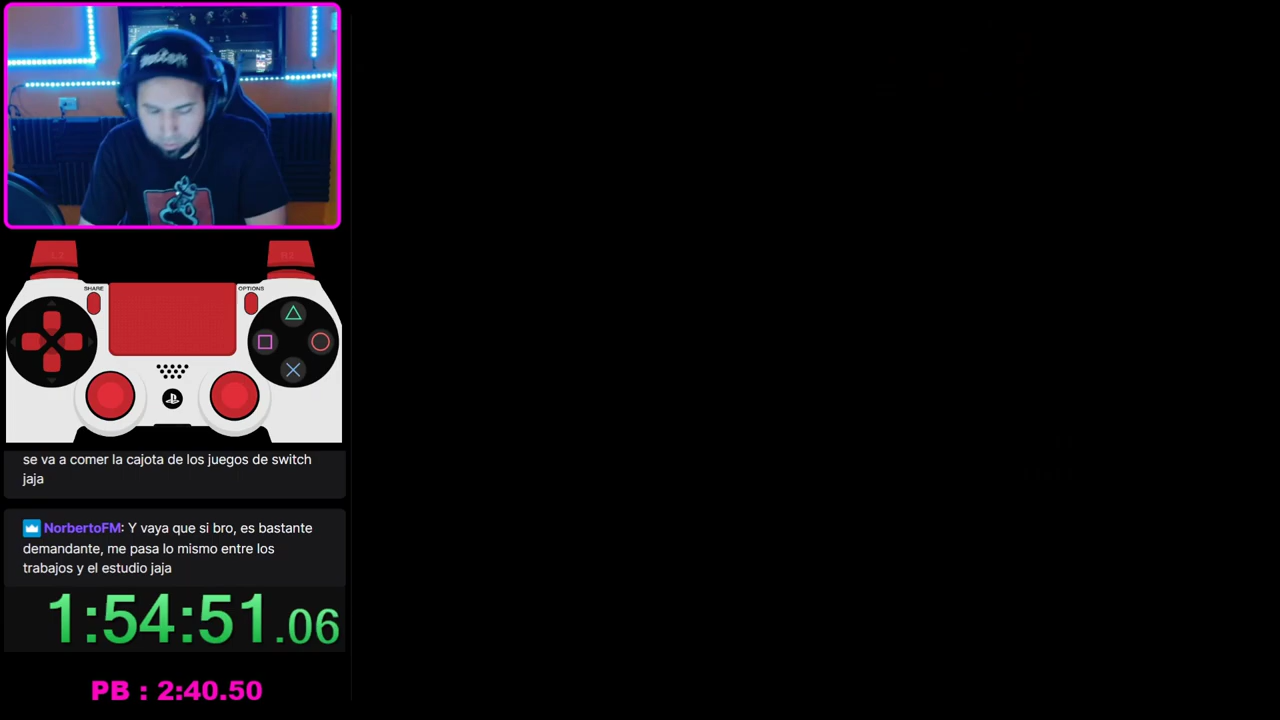 SHARE
OPTIONS
se va a comer la cajota de los juegos de switch
jaja
NorbertoFM: Y vaya que si bro, es bastante
demandante, me pasa lo mismo entre los
trabajos y el estudio jaja
1:54:51.06
PB : 2:40.50